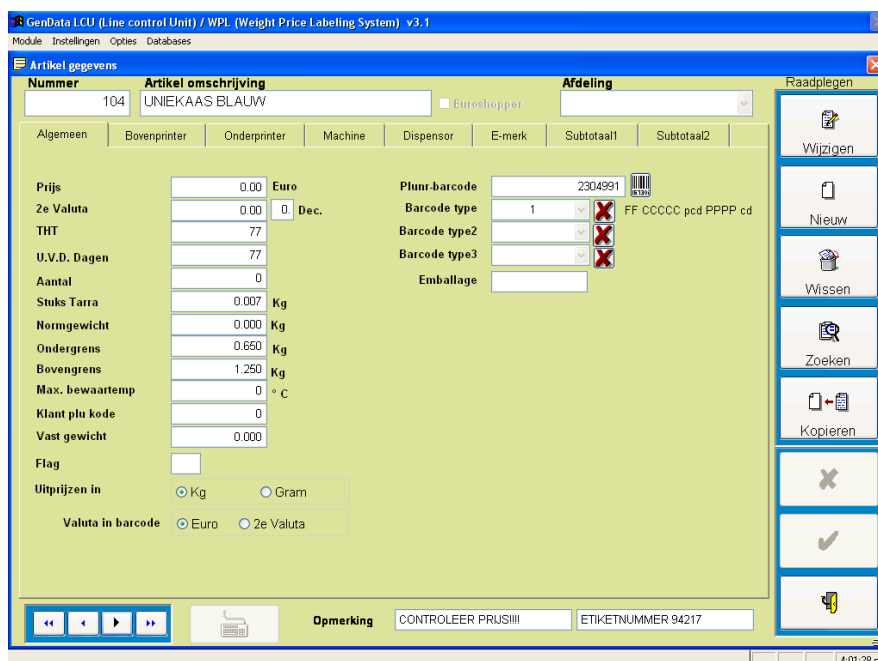 GenData LCU (Line control Unit) / WPL (Weight Price Labeling System) v3.1
Module Instellingen Opties Databases
Artikel gegevens
Nummer Artikel omschrijving Afdeling Raadplegen
104 UNIEKAAS BLAUW Euroshopper
Algemeen Bovenprinter Onderprinter Machine Dispensor E-merk Subtotaal1 Subtotaal2
Wijzigen
Prijs 0.00 Euro Plunr-barcode 2304991
2e Valuta 0.00 0. Dec. Barcode type 1 FF CCCCC pcd PPPP cd
Nieuw
THT 77 Barcode type2
U.V.D. Dagen 77 Barcode type3
Aantal 0 Emballage
Wissen
Stuks Tarra 0.007 Kg
Normgewicht 0.000 Kg
Ondergrens 0.650 Kg
Zoeken
Bovengrens 1.250 Kg
Max. bewaartemp 0 ° C
Klant plu kode 0
Kopieren
Vast gewicht 0.000
Flag
Uitprijzen in Kg Gram
Valuta in barcode Euro 2e Valuta
Opmerking CONTROLEER PRIJS!!!! ETIKETNUMMER 94217